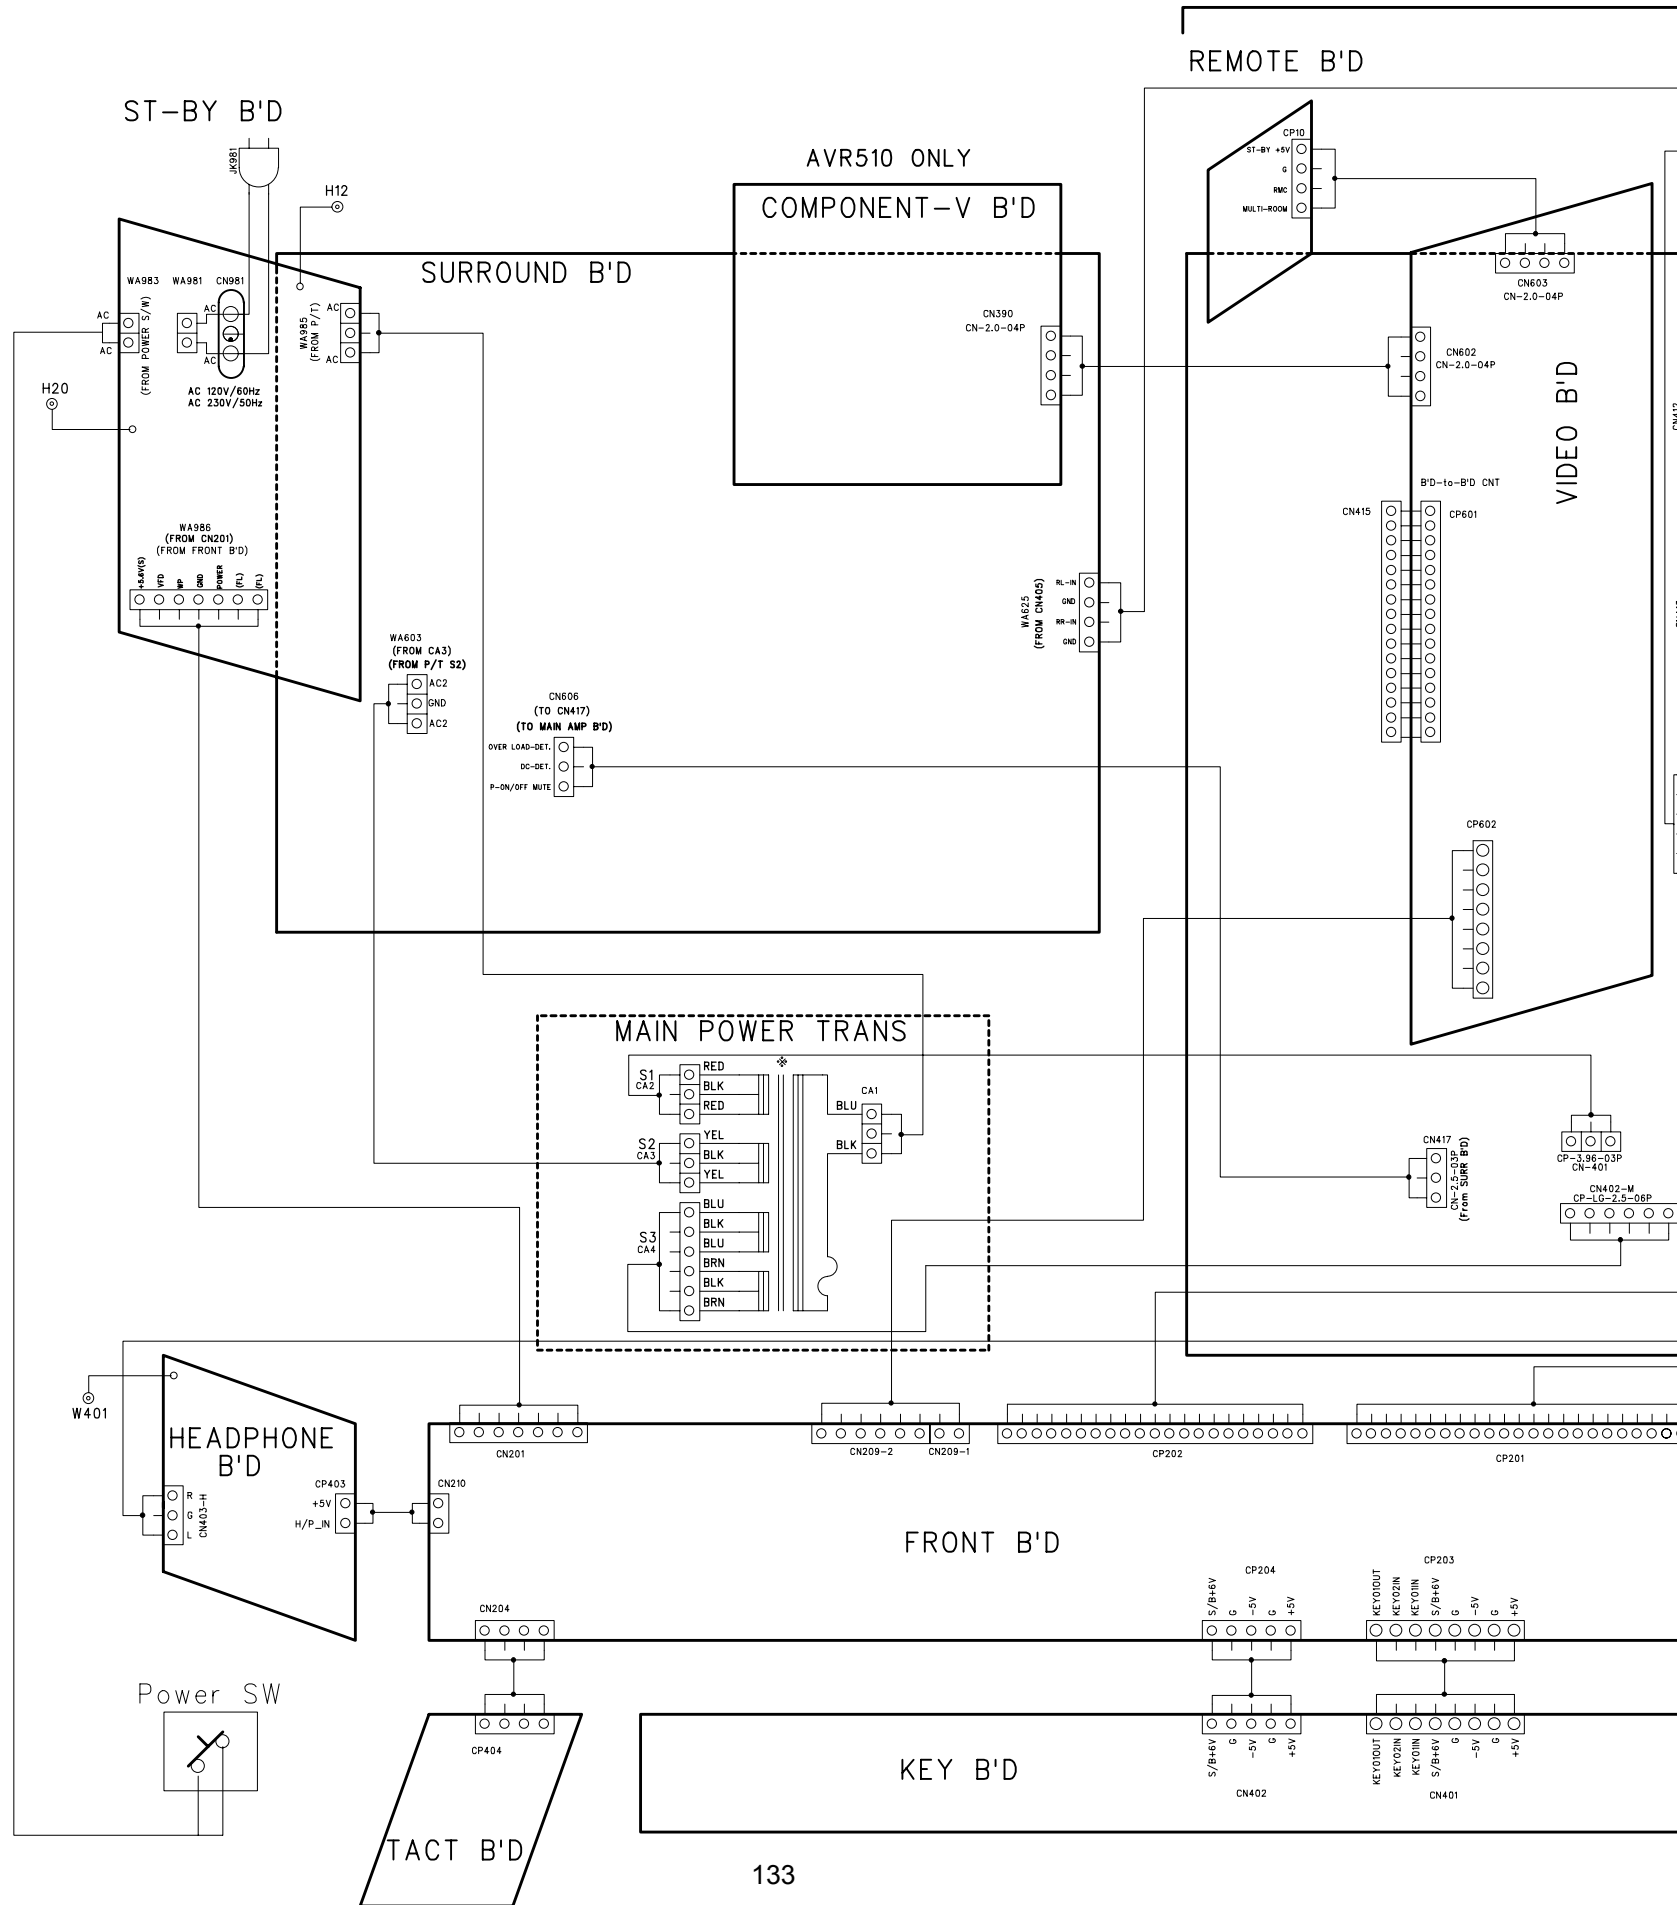 REMOTE B'D
ST-BY B'D
JK981
H12
AVR510 ONLY
COMPONENT-V B'D
SURROUND B'D
CP10
ST-BY +5V
G
RMC
MULTI-ROOM
CN603
CN-2.0-04P
WA983
WA981
CN981
AC
AC
(FROM POWER S/W)
AC
AC
AC 120V/60Hz
AC 230V/50Hz
WA985
(FROM P/T)
AC
AC
H20
CN390
CN-2.0-04P
CN602
CN-2.0-04P
VIDEO B'D
CN412
B'D-to-B'D CNT
CN415
CP601
WA986
(FROM CN201)
(FROM FRONT B'D)
+5.6V(S)
VFD
WP
GND
POWER
(FL)
(FL)
WA625
(FROM CN405)
RL-IN
GND
RR-IN
GND
WA603
(FROM CA3)
(FROM P/T S2)
AC2
GND
AC2
CN606
(TO CN417)
(TO MAIN AMP B'D)
OVER LOAD-DET.
DC-DET.
P-ON/OFF MUTE
CP602
MAIN POWER TRANS
S1
CA2
RED
BLK
RED
S2
CA3
YEL
BLK
YEL
S3
CA4
BLU
BLK
BLU
BRN
BLK
BRN
※
CA1
BLU
BLK
CN417
CN-2.5-03P
(From SURR B'D)
CP-3.96-03P
CN-401
CN402-M
CP-LG-2.5-06P
W401
HEADPHONE
B'D
CN403-H
R
G
L
CP403
+5V
H/P_IN
CN210
CN201
CN209-2
CN209-1
CP202
CP201
FRONT B'D
CN204
CP204
S/B+6V
G
-5V
G
+5V
CP203
KEY01OUT
KEY02IN
KEY01IN
S/B+6V
G
-5V
G
+5V
Power SW
CP404
TACT B'D
KEY B'D
S/B+6V
G
-5V
G
+5V
CN402
KEY01OUT
KEY02IN
KEY01IN
S/B+6V
G
-5V
G
+5V
CN401
133